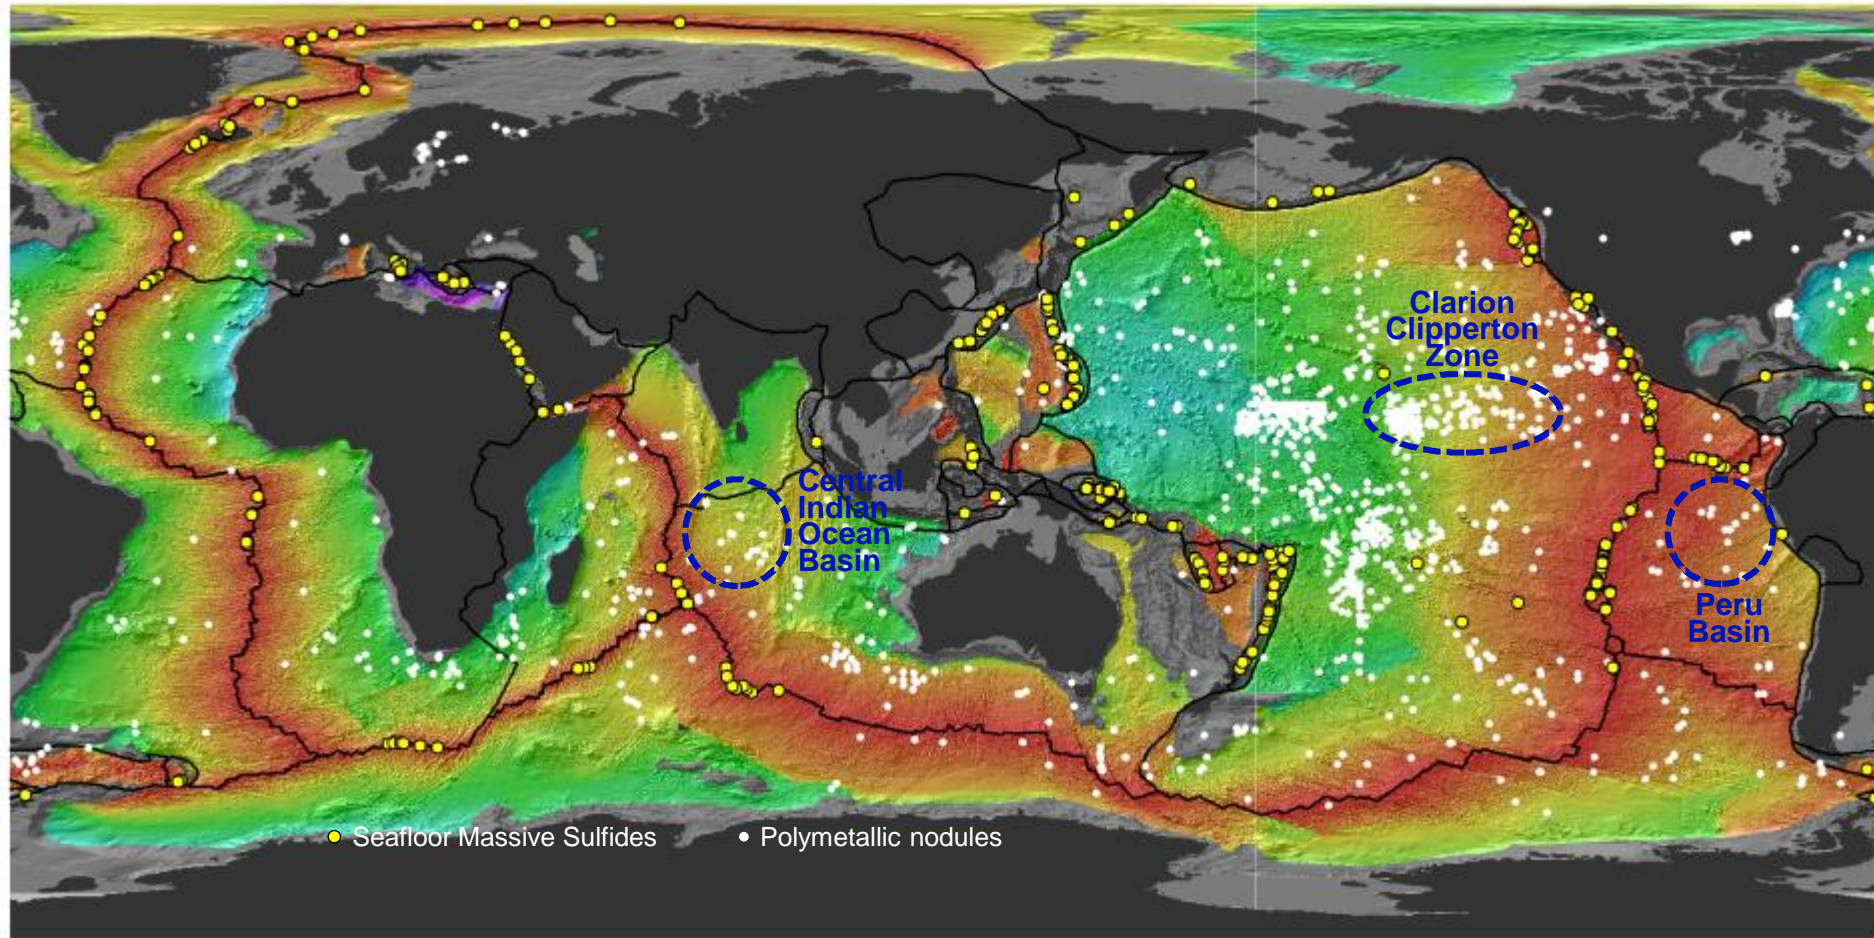 Clarion
Clipperton
Zone
Central
Indian
Ocean
Basin
Peru
Basin
Seafloor Massive Sulfides
Polymetallic nodules